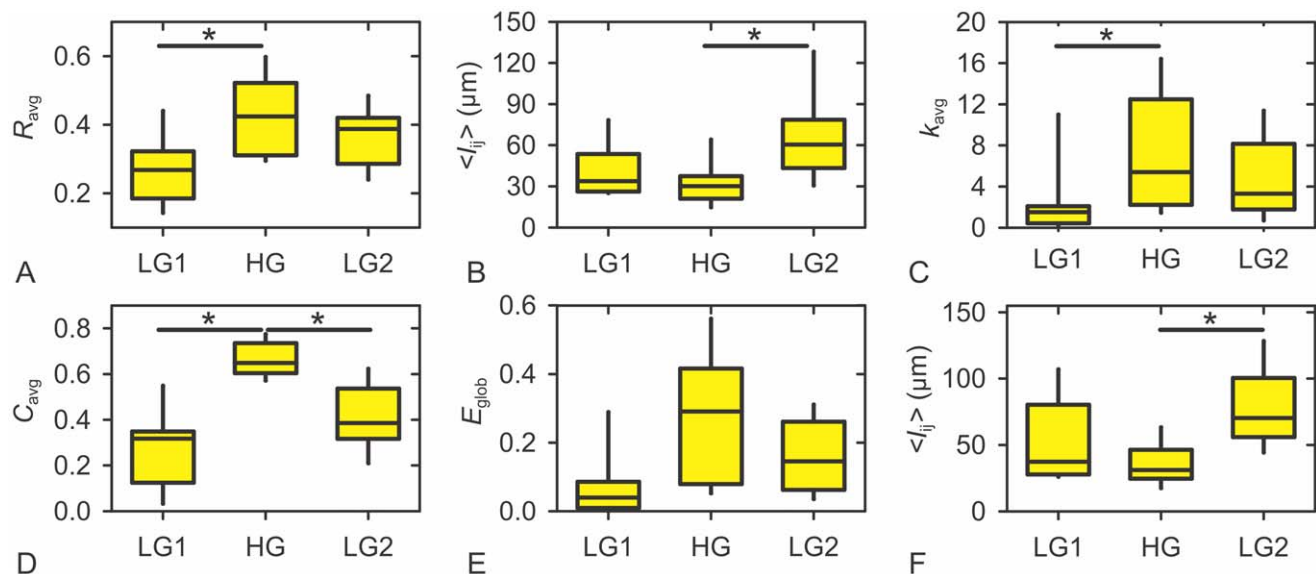 R_avg
0.6
0.4
0.2
*
LG1 HG LG2
A
<l_ij> (µm)
150
120
90
60
30
0
*
LG1 HG LG2
B
k_avg
20
16
12
8
4
0
*
LG1 HG LG2
C
C_avg
0.8
0.6
0.4
0.2
0.0
* *
LG1 HG LG2
D
E_glob
0.6
0.4
0.2
0.0
LG1 HG LG2
E
<l_ij> (µm)
150
100
50
0
*
LG1 HG LG2
F